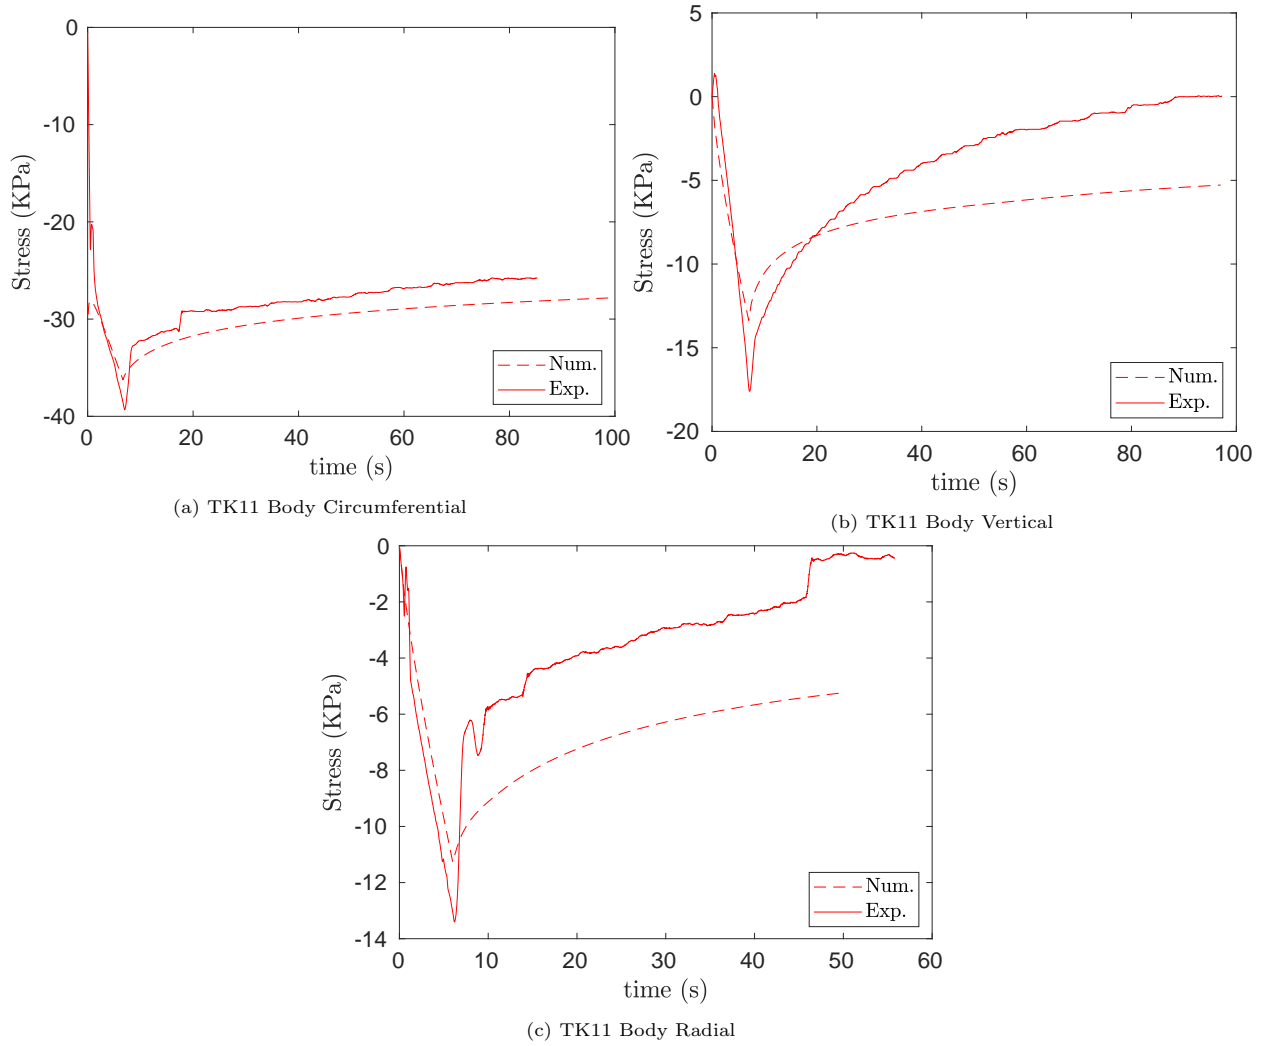 0
-10
-20
-30
-40
Stress (KPa)
0 20 40 60 80 100
time (s)
Num.
Exp.
(a) TK11 Body Circumferential
5
0
-5
-10
-15
-20
Stress (KPa)
0 20 40 60 80 100
time (s)
Num.
Exp.
(b) TK11 Body Vertical
0
-2
-4
-6
-8
-10
-12
-14
Stress (KPa)
0 10 20 30 40 50 60
time (s)
Num.
Exp.
(c) TK11 Body Radial